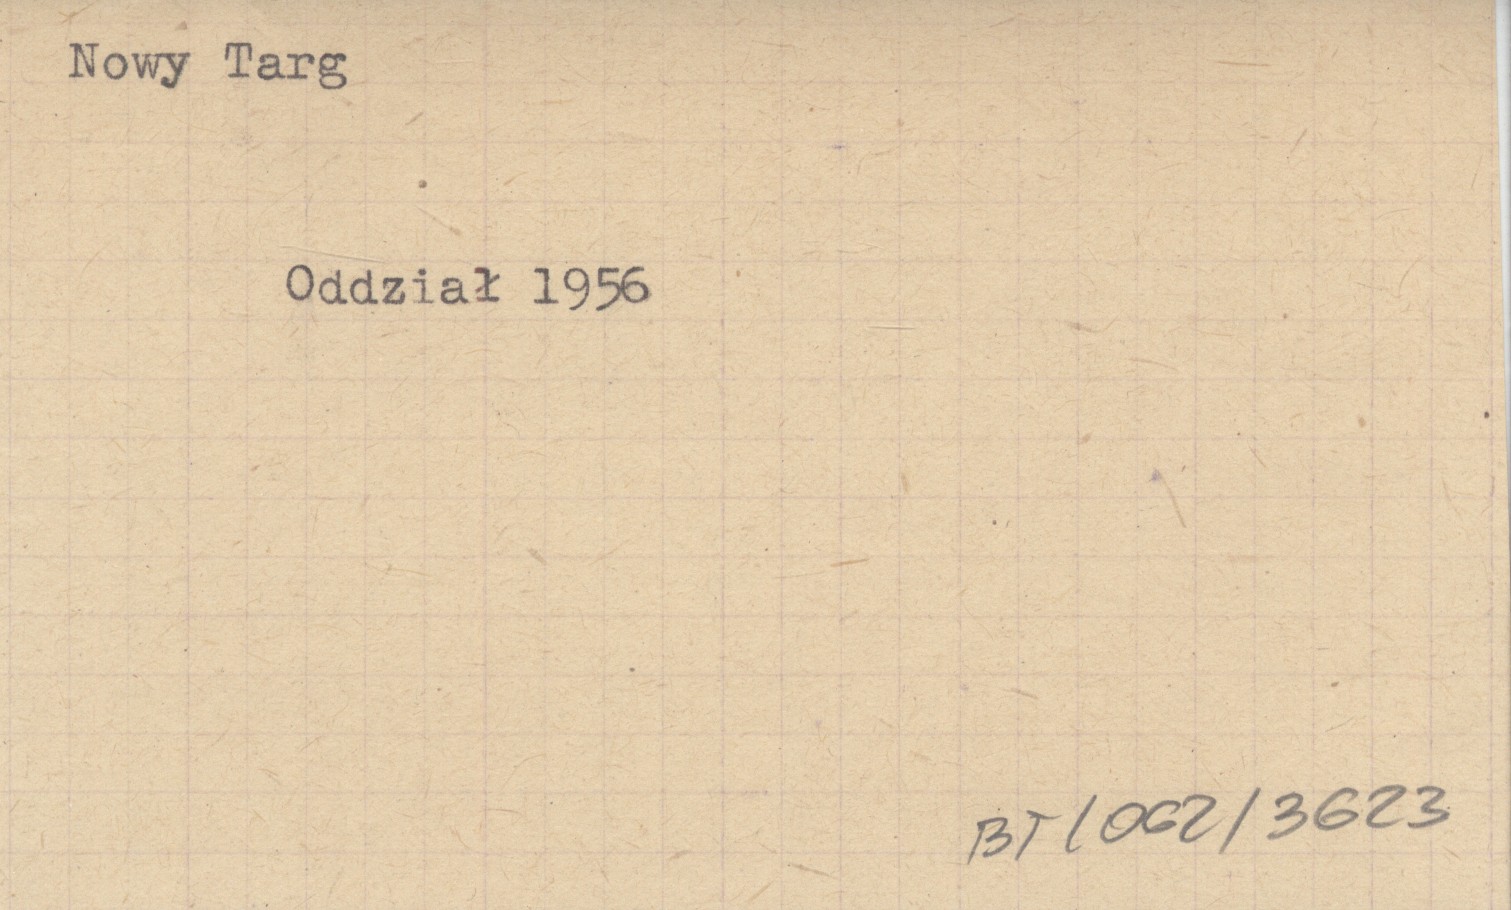 Nowy Targ
Oddział 1956
BT/062/3623